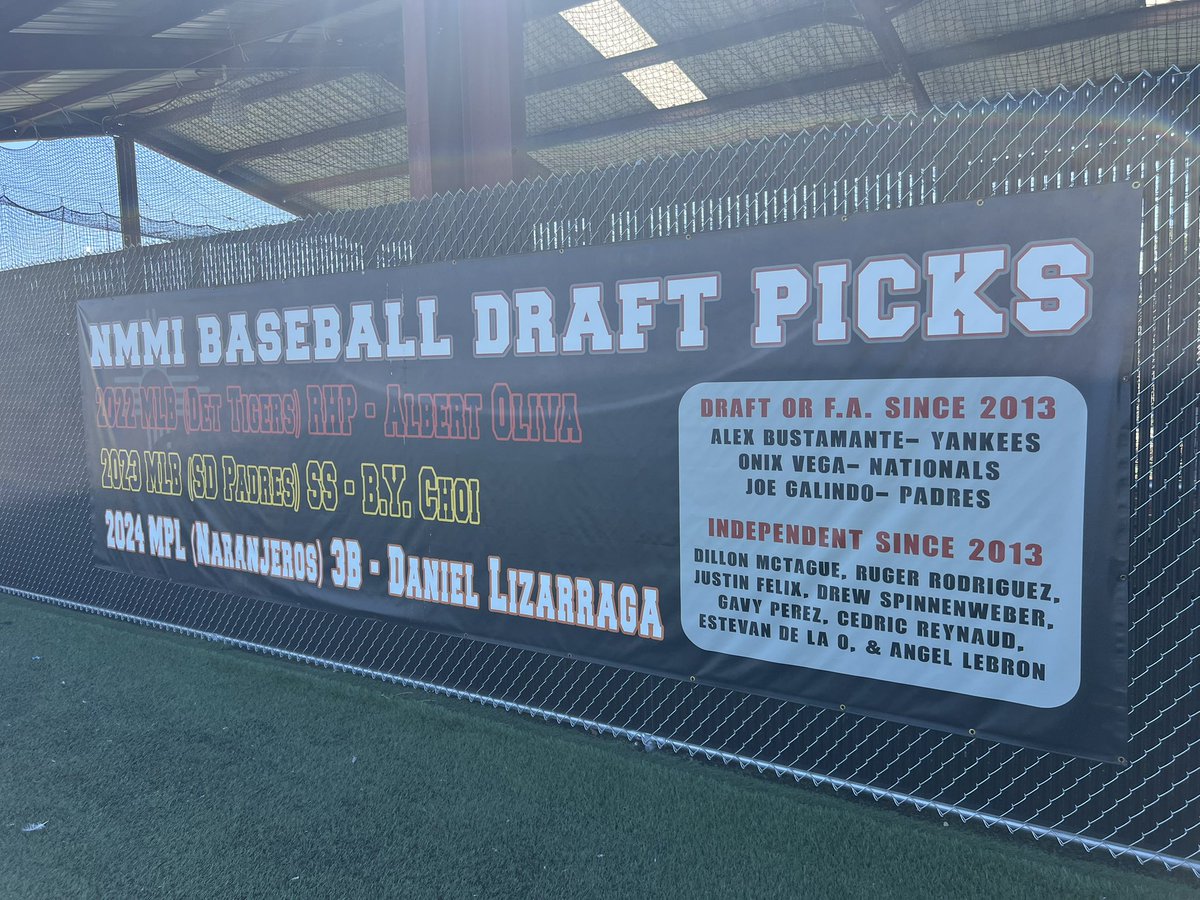 NMMI BASEBALL DRAFT PICKS
2022 MLB (DET TIGERS) RHP - ALBERT OLIVA
2023 MLB (SD PADRES) SS - B.Y. CHOI
2024 MPL (NARANJEROS) 3B - DANIEL LIZARRAGA
DRAFT OR F.A. SINCE 2013
ALEX BUSTAMANTE– YANKEES
ONIX VEGA– NATIONALS
JOE GALINDO– PADRES
INDEPENDENT SINCE 2013
DILLON MCTAGUE, RUGER RODRIGUEZ,
JUSTIN FELIX, DREW SPINNENWEBER,
GAVY PEREZ, CEDRIC REYNAUD,
ESTEVAN DE LA O, & ANGEL LEBRON